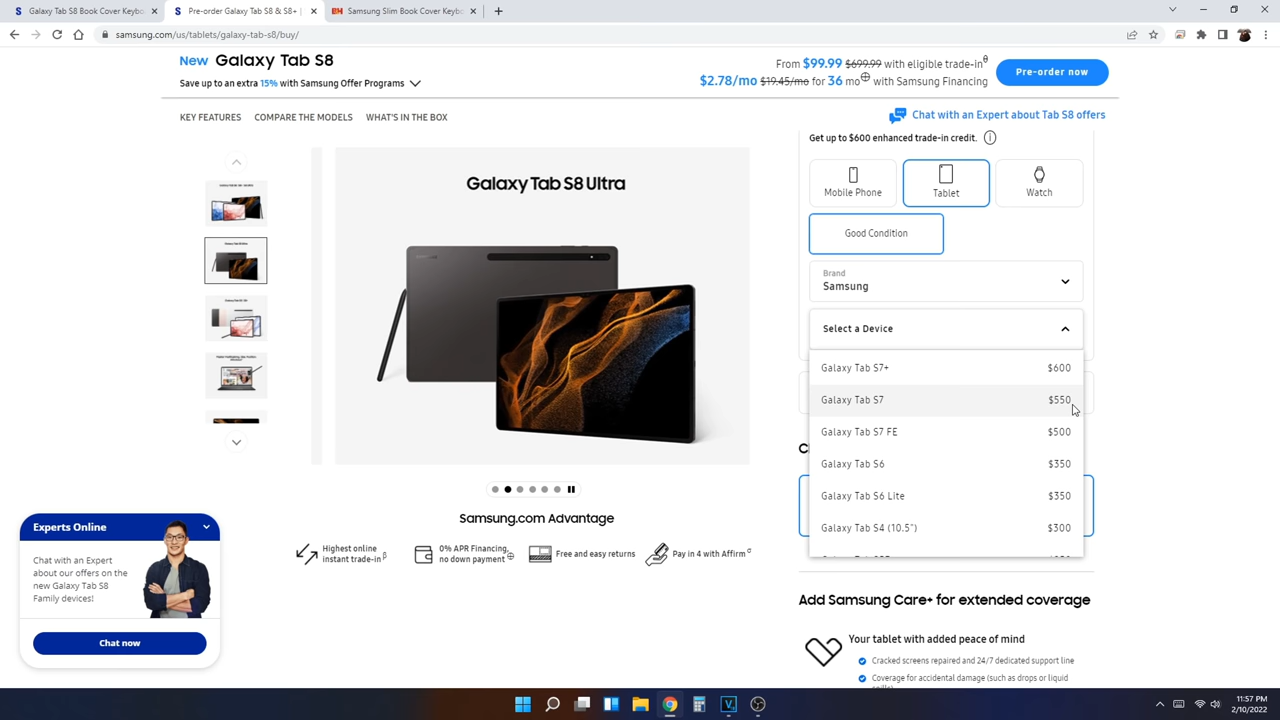 Galaxy Tab S8 Book Cover Keybo
Pre-order Galaxy Tab S8 & S8+ |
Samsung Slim Book Cover Keybo
samsung.com/us/tablets/galaxy-tab-s8/buy/
New Galaxy Tab S8
Save up to an extra 15% with Samsung Offer Programs
From $99.99 $699.99 with eligible trade-inθ
$2.78/mo $19.45/mo for 36 mo⊕ with Samsung Financing
Pre-order now
KEY FEATURES COMPARE THE MODELS WHAT'S IN THE BOX
Chat with an Expert about Tab S8 offers
Get up to $600 enhanced trade-in credit.
Mobile Phone
Tablet
Watch
Good Condition
Brand
Samsung
Select a Device
Galaxy Tab S7+ $600
Galaxy Tab S7 $550
Galaxy Tab S7 FE $500
Galaxy Tab S6 $350
Galaxy Tab S6 Lite $350
Galaxy Tab S4 (10.5″) $300
Galaxy Tab S8 Ultra
Samsung.com Advantage
Highest online
instant trade-in β
0% APR Financing,
no down payment⊕
Free and easy returns
Pay in 4 with Affirm σ
Experts Online
Chat with an Expert
about our offers on the
new Galaxy Tab S8
Family devices!
Chat now
Add Samsung Care+ for extended coverage
Your tablet with added peace of mind
Cracked screens repaired and 24/7 dedicated support line
Coverage for accidental damage (such as drops or liquid
11:57 PM
2/10/2022